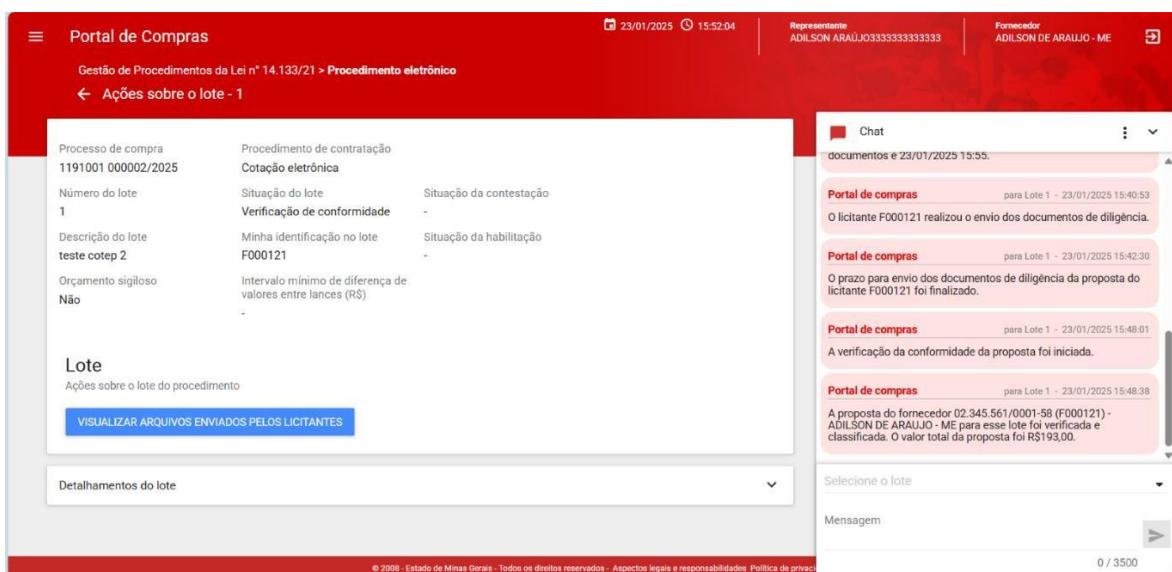 Portal de Compras
23/01/2025 15:52:04
Representante
ADILSON ARAÚJO3333333333333
Fornecedor
ADILSON DE ARAUJO - ME
Gestão de Procedimentos da Lei n° 14.133/21 > Procedimento eletrônico
Ações sobre o lote - 1
Processo de compra
1191001 000002/2025
Procedimento de contratação
Cotação eletrônica
Número do lote
1
Situação do lote
Verificação de conformidade
Situação da contestação
-
Descrição do lote
teste cotep 2
Minha identificação no lote
F000121
Situação da habilitação
-
Orçamento sigiloso
Não
Intervalo mínimo de diferença de
valores entre lances (R$)
-
Lote
Ações sobre o lote do procedimento
VISUALIZAR ARQUIVOS ENVIADOS PELOS LICITANTES
Detalhamentos do lote
Chat
documentos é 23/01/2025 15:55.
Portal de compras para Lote 1 - 23/01/2025 15:40:53
O licitante F000121 realizou o envio dos documentos de diligência.
Portal de compras para Lote 1 - 23/01/2025 15:42:30
O prazo para envio dos documentos de diligência da proposta do
licitante F000121 foi finalizado.
Portal de compras para Lote 1 - 23/01/2025 15:48:01
A verificação da conformidade da proposta foi iniciada.
Portal de compras para Lote 1 - 23/01/2025 15:48:38
A proposta do fornecedor 02.345.561/0001-58 (F000121) -
ADILSON DE ARAUJO - ME para esse lote foi verificada e
classificada. O valor total da proposta foi R$193,00.
Selecione o lote
Mensagem
0 / 3500
© 2008 - Estado de Minas Gerais - Todos os direitos reservados - Aspectos legais e responsabilidades Política de privaci